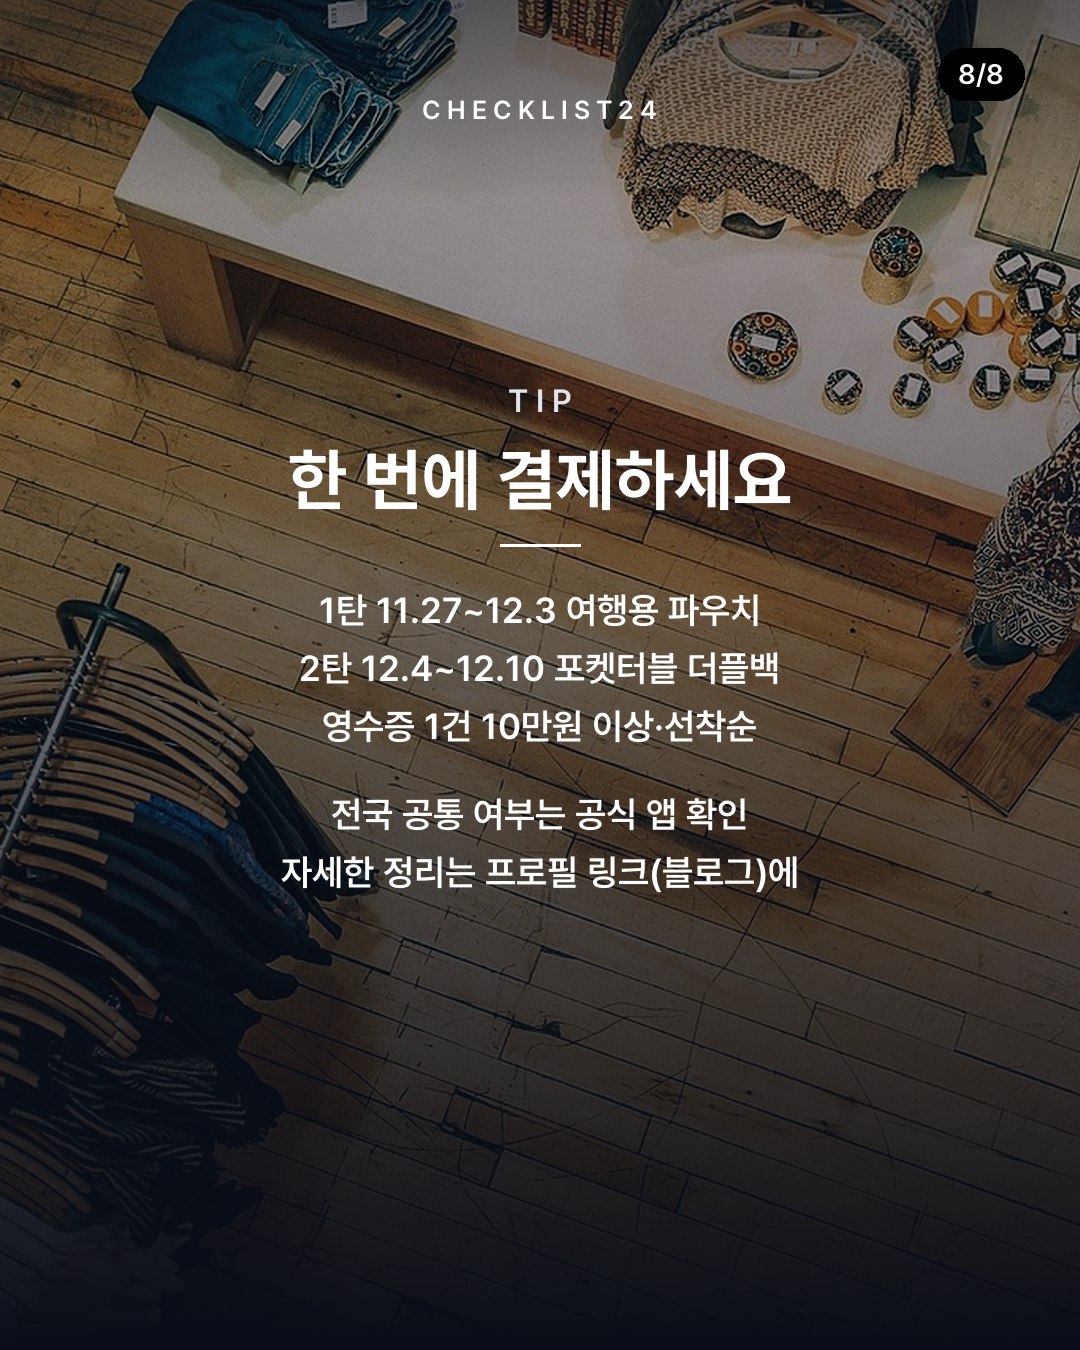 8/8
CHECKLIST24
TIP
한 번에 결제하세요
1탄 11.27~12.3 여행용 파우치
2탄 12.4~12.10 포켓터블 더플백
영수증 1건 10만원 이상·선착순
전국 공통 여부는 공식 앱 확인
자세한 정리는 프로필 링크(블로그)에